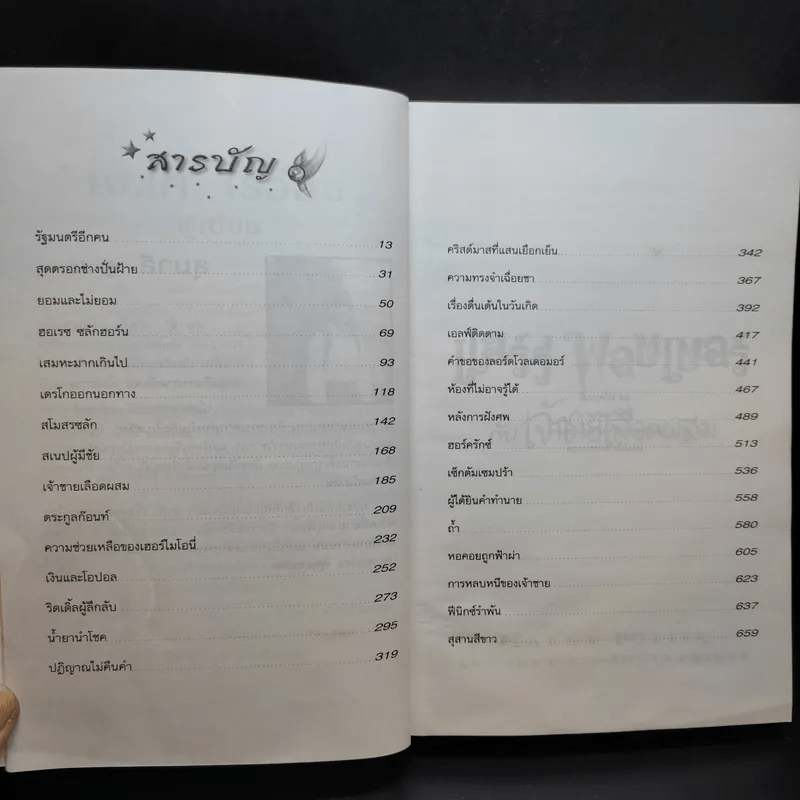 สารบัญ
รัฐมนตรีอีกคน 13
สุดตรอกช่างปั่นฝ้าย 31
ยอมและไม่ยอม 50
ฮอเรซ ซลักฮอร์น 69
เสมหะมากเกินไป 93
เดรโกออกนอกทาง 118
สโมสรซลัก 142
สเนปผู้มีชัย 168
เจ้าชายเลือดผสม 185
ตระกูลก๊อนท์ 209
ความช่วยเหลือของเฮอร์ไมโอนี่ 232
เงินและโอปอล 252
ริดเดิ้ลผู้ลึกลับ 273
น้ำยานำโชค 295
ปฏิญาณไม่คืนคำ 319
คริสต์มาสที่แสนเยือกเย็น 342
ความทรงจำเฉื่อยชา 367
เรื่องตื่นเต้นในวันเกิด 392
เอลฟ์ติดตาม 417
คำขอของลอร์ดโวลเดอมอร์ 441
ห้องที่ไม่อาจรู้ได้ 467
หลังการฝังศพ 489
ฮอร์ครักซ์ 513
เซ็กตัมเซมปร้า 536
ผู้ได้ยินคำทำนาย 558
ถ้ำ 580
หอคอยถูกฟ้าผ่า 605
การหลบหนีของเจ้าชาย 623
ฟีนิกซ์รำพัน 637
สุสานสีขาว 659